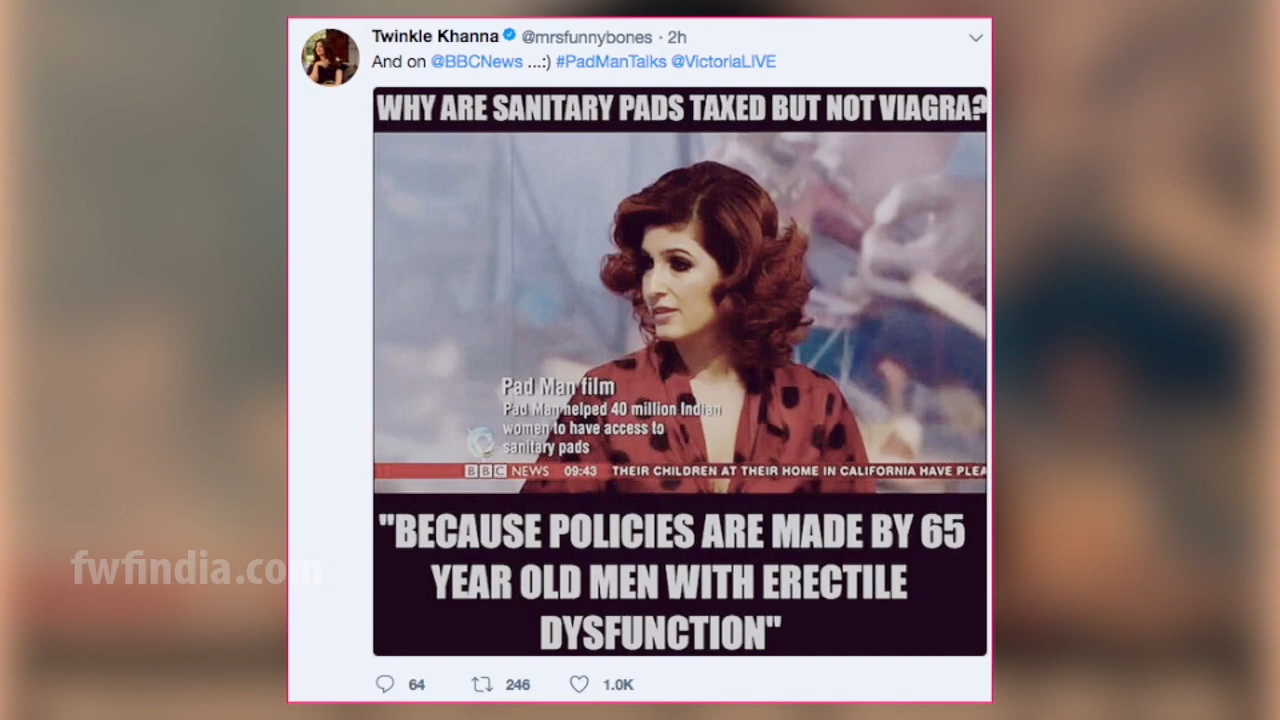 Twinkle Khanna @mrsfunnybones · 2h
And on @BBCNews ...:) #PadManTalks @VictoriaLIVE
WHY ARE SANITARY PADS TAXED BUT NOT VIAGRA?
Pad Man film
Pad Man helped 40 million Indian
women to have access to
sanitary pads
BBC NEWS 09:43 THEIR CHILDREN AT THEIR HOME IN CALIFORNIA HAVE PLEA
"BECAUSE POLICIES ARE MADE BY 65
YEAR OLD MEN WITH ERECTILE
DYSFUNCTION"
fwfindia.com
64 246 1.0K